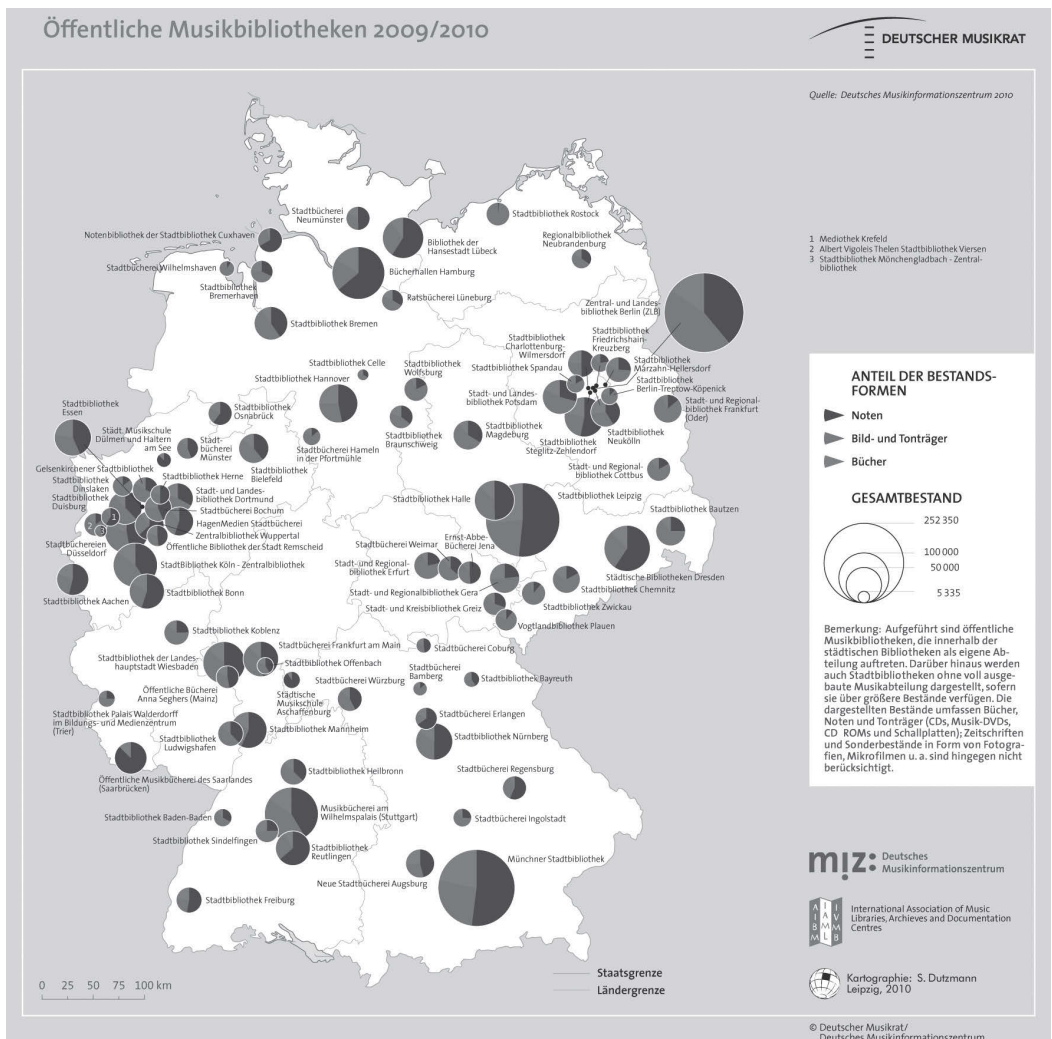 Öffentliche Musikbibliotheken 2009/2010
DEUTSCHER MUSIKRAT
Quelle: Deutsches Musikinformationszentrum 2010
1 Mediothek Krefeld
2 Albert Vigoleis Thelen Stadtbibliothek Viersen
3 Stadtbibliothek Mönchengladbach - Zentral-
bibliothek
Stadtbücherei
Neumünster
Stadtbibliothek Rostock
Notenbibliothek der Stadtbibliothek Cuxhaven
Bibliothek der
Hansestadt Lübeck
Regionalbibliothek
Neubrandenburg
Stadtbücherei Wilhelmshaven
Bücherhallen Hamburg
Stadtbibliothek
Bremerhaven
Ratsbücherei Lüneburg
Zentral- und Landes-
bibliothek Berlin (ZLB)
Stadtbibliothek Bremen
Stadtbibliothek
Friedrichshain-
Kreuzberg
Stadtbibliothek
Charlottenburg-
Wilmersdorf
Stadtbibliothek
Marzahn-Hellersdorf
Stadtbibliothek Spandau
Stadtbibliothek
Berlin-Treptow-Köpenick
Stadtbibliothek Celle
Stadtbibliothek
Wolfsburg
Stadtbibliothek Hannover
Stadt- und Landes-
bibliothek Potsdam
Stadt- und Regional-
bibliothek Frankfurt
(Oder)
Stadtbibliothek
Essen
Stadtbibliothek
Osnabrück
Stadtbibliothek
Braunschweig
Stadtbibliothek
Magdeburg
Stadtbibliothek
Neukölln
Stadtbibliothek
Steglitz-Zehlendorf
Städt. Musikschule
Dülmen und Haltern
am See
Stadt-
bücherei
Münster
Stadtbücherei Hameln
in der Pfortmühle
Stadtbibliothek
Bielefeld
Stadt- und Regional-
bibliothek Cottbus
Gelsenkirchener Stadtbibliothek
Stadtbibliothek Herne
Stadtbibliothek
Dinslaken
Stadt- und Landes-
bibliothek Dortmund
Stadtbibliothek
Duisburg
Stadtbücherei Bochum
HagenMedien Stadtbücherei
Zentralbibliothek Wuppertal
Öffentliche Bibliothek der Stadt Remscheid
1
2
3
Stadtbüchereien
Düsseldorf
Stadtbibliothek Köln - Zentralbibliothek
Stadtbibliothek Aachen
Stadtbibliothek Bonn
Stadtbibliothek Halle
Stadtbibliothek Leipzig
Stadtbibliothek Bautzen
Stadtbücherei Weimar
Ernst-Abbe-
Bücherei Jena
Stadt- und Regional-
bibliothek Erfurt
Städtische Bibliotheken Dresden
Stadt- und Regionalbibliothek Gera
Stadtbibliothek Chemnitz
Stadt- und Kreisbibliothek Greiz
Stadtbibliothek Zwickau
Vogtlandbibliothek Plauen
Stadtbibliothek Koblenz
Stadtbücherei Frankfurt am Main
Stadtbücherei Coburg
Stadtbibliothek der Landes-
hauptstadt Wiesbaden
Stadtbibliothek Offenbach
Stadtbücherei Würzburg
Stadtbücherei
Bamberg
Stadtbibliothek Bayreuth
Öffentliche Bücherei
Anna Seghers (Mainz)
Städtische
Musikschule
Aschaffenburg
Stadtbibliothek Palais Walderdorff
im Bildungs- und Medienzentrum
(Trier)
Stadtbücherei Erlangen
Stadtbibliothek Mannheim
Stadtbibliothek
Ludwigshafen
Stadtbibliothek Nürnberg
Öffentliche Musikbücherei des Saarlandes
(Saarbrücken)
Stadtbibliothek Heilbronn
Stadtbücherei Regensburg
Stadtbibliothek Baden-Baden
Musikbücherei am
Wilhelmspalais (Stuttgart)
Stadtbücherei Ingolstadt
Stadtbibliothek Sindelfingen
Stadtbibliothek
Reutlingen
Münchner Stadtbibliothek
Neue Stadtbücherei Augsburg
Stadtbibliothek Freiburg
0 25 50 75 100 km
Staatsgrenze
Ländergrenze
ANTEIL DER BESTANDS-
FORMEN
Noten
Bild- und Tonträger
Bücher
GESAMTBESTAND
252 350
100 000
50 000
5 335
Bemerkung: Aufgeführt sind öffentliche
Musikbibliotheken, die innerhalb der
städtischen Bibliotheken als eigene Ab-
teilung auftreten. Darüber hinaus werden
auch Stadtbibliotheken ohne voll ausge-
baute Musikabteilung dargestellt, sofern
sie über größere Bestände verfügen. Die
dargestellten Bestände umfassen Bücher,
Noten und Tonträger (CDs, Musik-DVDs,
CD ROMs und Schallplatten); Zeitschriften
und Sonderbestände in Form von Fotogra-
fien, Mikrofilmen u. a. sind hingegen nicht
berücksichtigt.
miz: Deutsches
Musikinformationszentrum
AIBM IAML IVMB
International Association of Music
Libraries, Archieves and Documentation
Centres
Kartographie: S. Dutzmann
Leipzig, 2010
© Deutscher Musikrat/
Deutsches Musikinformationszentrum